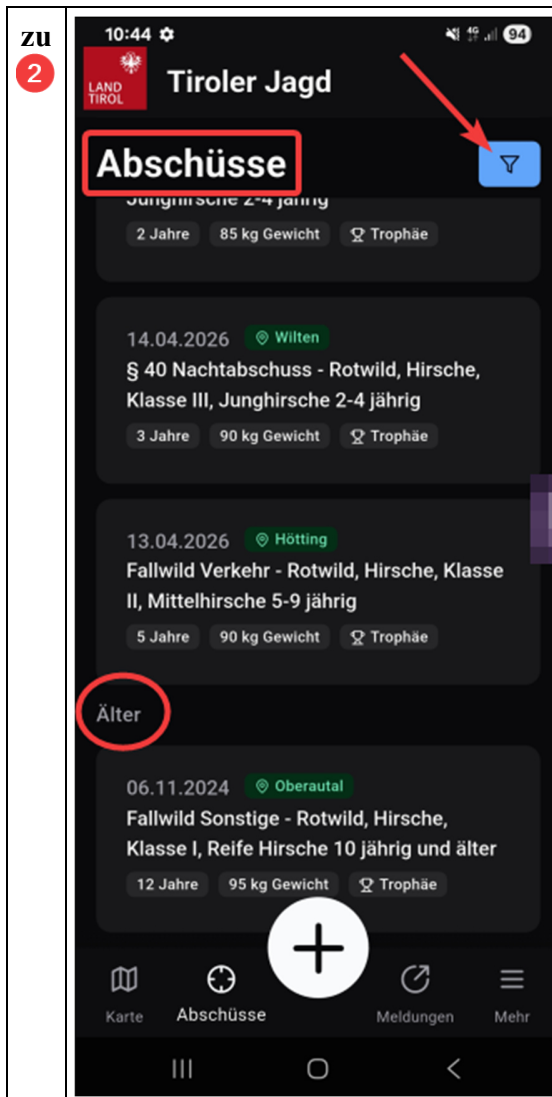 zu
2
10:44
4G
94
LAND
TIROL
Tiroler Jagd
Abschüsse
Junghirsche 2-4 jährig
2 Jahre 85 kg Gewicht Trophäe
14.04.2026 Wilten
§ 40 Nachtabschuss - Rotwild, Hirsche,
Klasse III, Junghirsche 2-4 jährig
3 Jahre 90 kg Gewicht Trophäe
13.04.2026 Hötting
Fallwild Verkehr - Rotwild, Hirsche, Klasse
II, Mittelhirsche 5-9 jährig
5 Jahre 90 kg Gewicht Trophäe
Älter
06.11.2024 Oberautal
Fallwild Sonstige - Rotwild, Hirsche,
Klasse I, Reife Hirsche 10 jährig und älter
12 Jahre 95 kg Gewicht Trophäe
Karte Abschüsse Meldungen Mehr